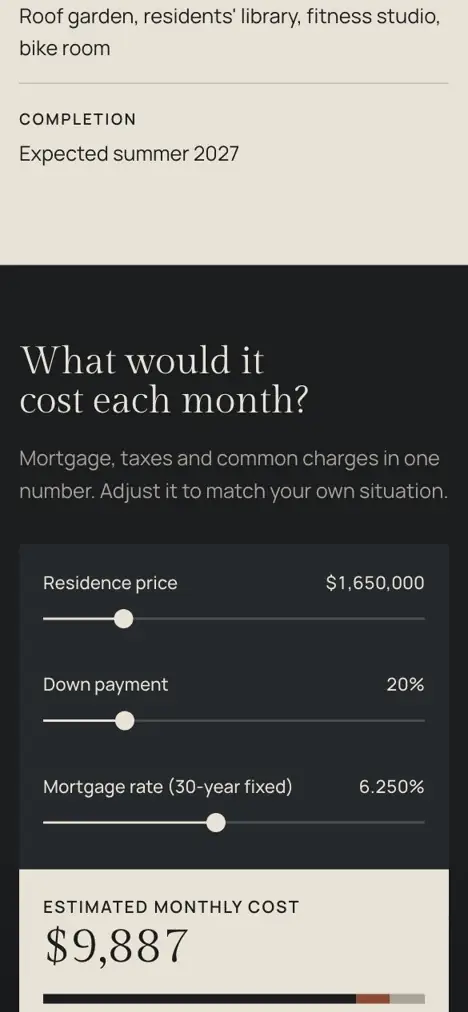 Roof garden, residents' library, fitness studio,
bike room
COMPLETION
Expected summer 2027
What would it
cost each month?
Mortgage, taxes and common charges in one
number. Adjust it to match your own situation.
Residence price $1,650,000
Down payment 20%
Mortgage rate (30-year fixed) 6.250%
ESTIMATED MONTHLY COST
$9,887